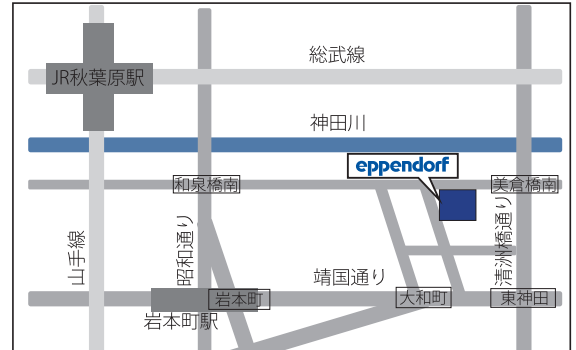 総武線
JR秋葉原駅
神田川
eppendorf
和泉橋南
美倉橋南
山手線
昭和通り
清洲橋通り
靖国通り
岩本町
大和町
東神田
岩本町駅